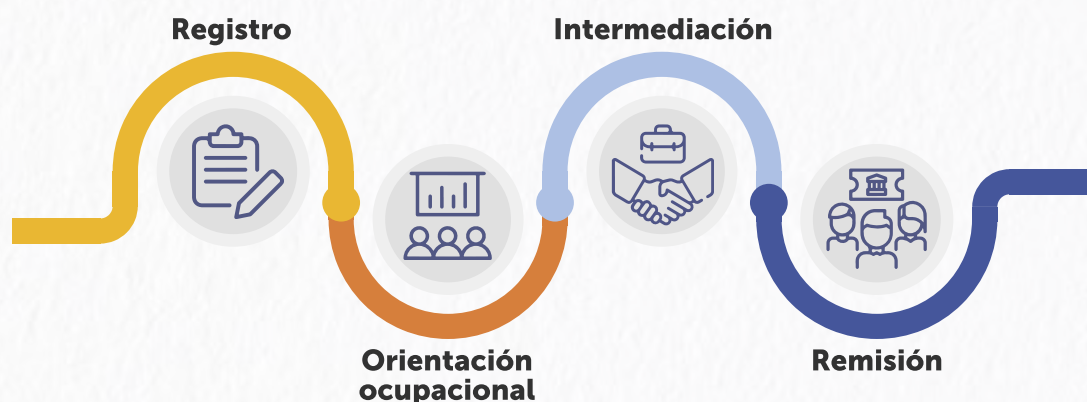 Registro
Intermediación
Orientación
ocupacional
Remisión